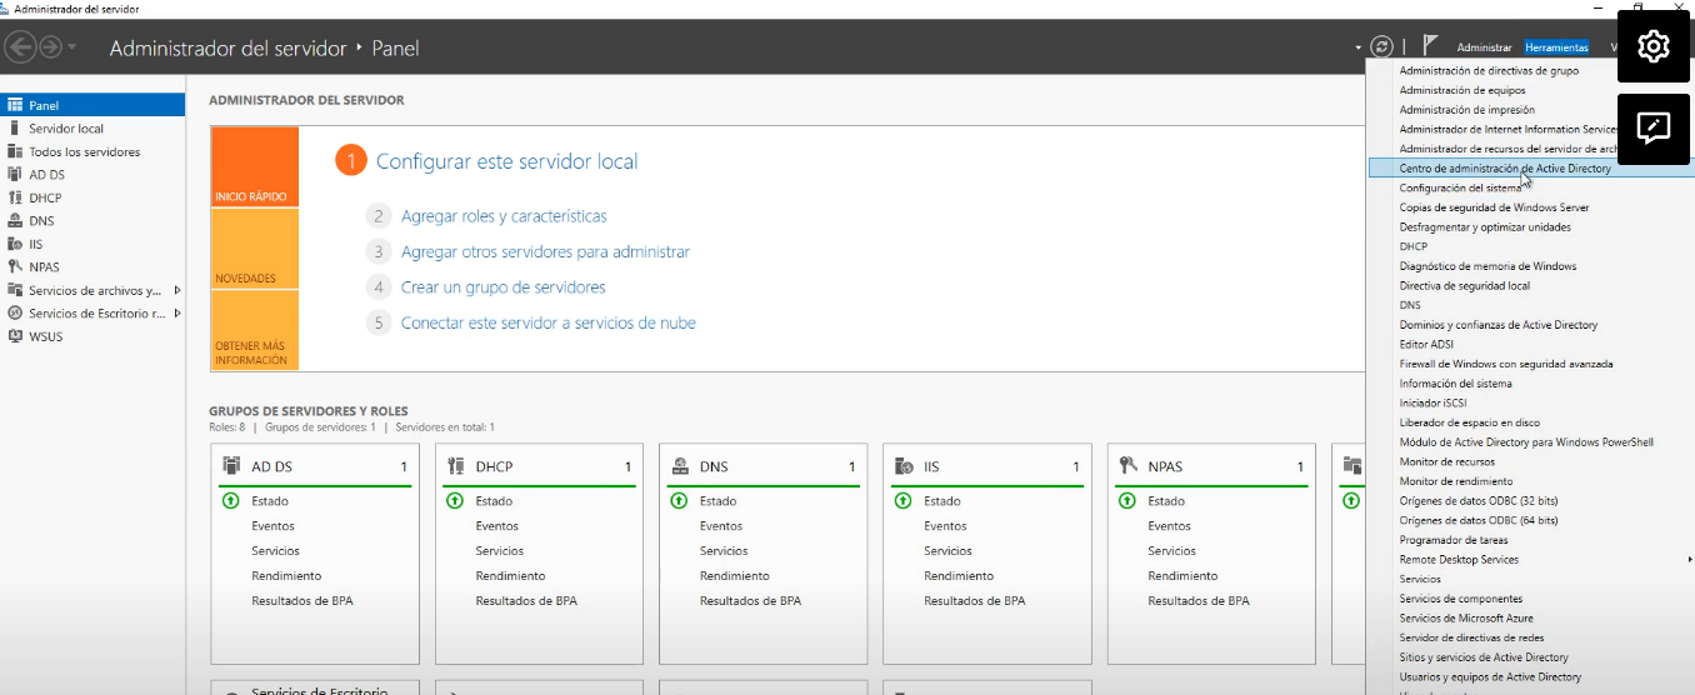 Administrador del servidor
Administrador del servidor • Panel
Administrar Herramientas V
Panel
Servidor local
Todos los servidores
AD DS
DHCP
DNS
IIS
NPAS
Servicios de archivos y...
Servicios de Escritorio r...
WSUS
ADMINISTRADOR DEL SERVIDOR
INICIO RÁPIDO
NOVEDADES
OBTENER MÁS
INFORMACIÓN
1 Configurar este servidor local
2 Agregar roles y características
3 Agregar otros servidores para administrar
4 Crear un grupo de servidores
5 Conectar este servidor a servicios de nube
GRUPOS DE SERVIDORES Y ROLES
Roles: 8 | Grupos de servidores: 1 | Servidores en total: 1
AD DS 1
Estado
Eventos
Servicios
Rendimiento
Resultados de BPA
DHCP 1
Estado
Eventos
Servicios
Rendimiento
Resultados de BPA
DNS 1
Estado
Eventos
Servicios
Rendimiento
Resultados de BPA
IIS 1
Estado
Eventos
Servicios
Rendimiento
Resultados de BPA
NPAS 1
Estado
Eventos
Servicios
Rendimiento
Resultados de BPA
Servicios de Escritorio
Administración de directivas de grupo
Administración de equipos
Administración de impresión
Administrador de Internet Information Services
Administrador de recursos del servidor de arch
Centro de administración de Active Directory
Configuración del sistema
Copias de seguridad de Windows Server
Desfragmentar y optimizar unidades
DHCP
Diagnóstico de memoria de Windows
Directiva de seguridad local
DNS
Dominios y confianzas de Active Directory
Editor ADSI
Firewall de Windows con seguridad avanzada
Información del sistema
Iniciador iSCSI
Liberador de espacio en disco
Módulo de Active Directory para Windows PowerShell
Monitor de recursos
Monitor de rendimiento
Orígenes de datos ODBC (32 bits)
Orígenes de datos ODBC (64 bits)
Programador de tareas
Remote Desktop Services
Servicios
Servicios de componentes
Servicios de Microsoft Azure
Servidor de directivas de redes
Sitios y servicios de Active Directory
Usuarios y equipos de Active Directory